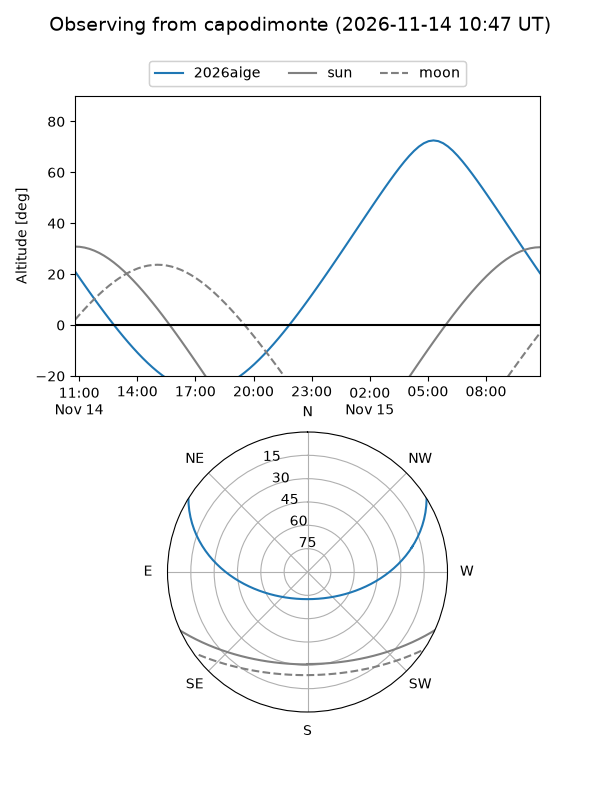 Observing from capodimonte (2026-11-14 10:47 UT)
2026aige sun moon
Altitude [deg]
80
60
40
20
0
−20
11:00 14:00 17:00 20:00 23:00 02:00 05:00 08:00
Nov 14 Nov 15
N
NE NW
15
30
45
60
75
E W
SE SW
S